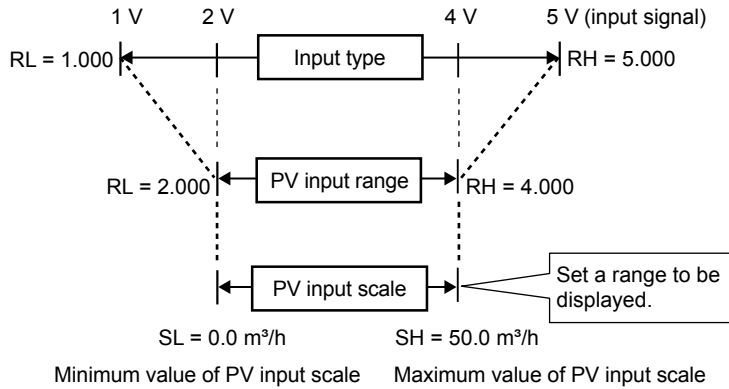 1 V 2 V 4 V 5 V (input signal)
RL = 1.000 Input type RH = 5.000
RL = 2.000 PV input range RH = 4.000
PV input scale
Set a range to be
displayed.
SL = 0.0 m³/h SH = 50.0 m³/h
Minimum value of PV input scale Maximum value of PV input scale